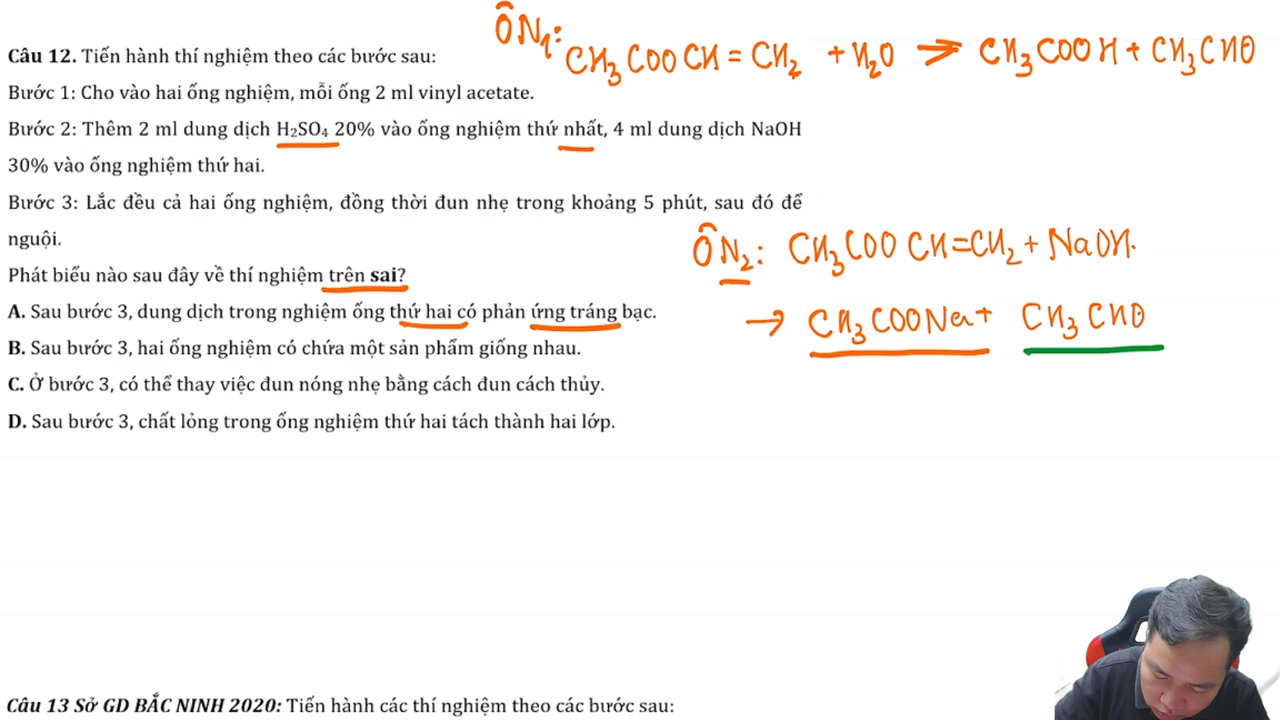 ÔN1: CH3COOCH=CH2 + H2O → CH3COOH + CH3CHO
Câu 12. Tiến hành thí nghiệm theo các bước sau:
Bước 1: Cho vào hai ống nghiệm, mỗi ống 2 ml vinyl acetate.
Bước 2: Thêm 2 ml dung dịch H₂SO₄ 20% vào ống nghiệm thứ nhất, 4 ml dung dịch NaOH
30% vào ống nghiệm thứ hai.
Bước 3: Lắc đều cả hai ống nghiệm, đồng thời đun nhẹ trong khoảng 5 phút, sau đó để
nguội.
ÔN2: CH3COOCH=CH2 + NaOH.
→ CH3COONa + CH3CHO
Phát biểu nào sau đây về thí nghiệm trên sai?
A. Sau bước 3, dung dịch trong nghiệm ống thứ hai có phản ứng tráng bạc.
B. Sau bước 3, hai ống nghiệm có chứa một sản phẩm giống nhau.
C. Ở bước 3, có thể thay việc đun nóng nhẹ bằng cách đun cách thủy.
D. Sau bước 3, chất lỏng trong ống nghiệm thứ hai tách thành hai lớp.
Câu 13 Sở GD BẮC NINH 2020: Tiến hành các thí nghiệm theo các bước sau: